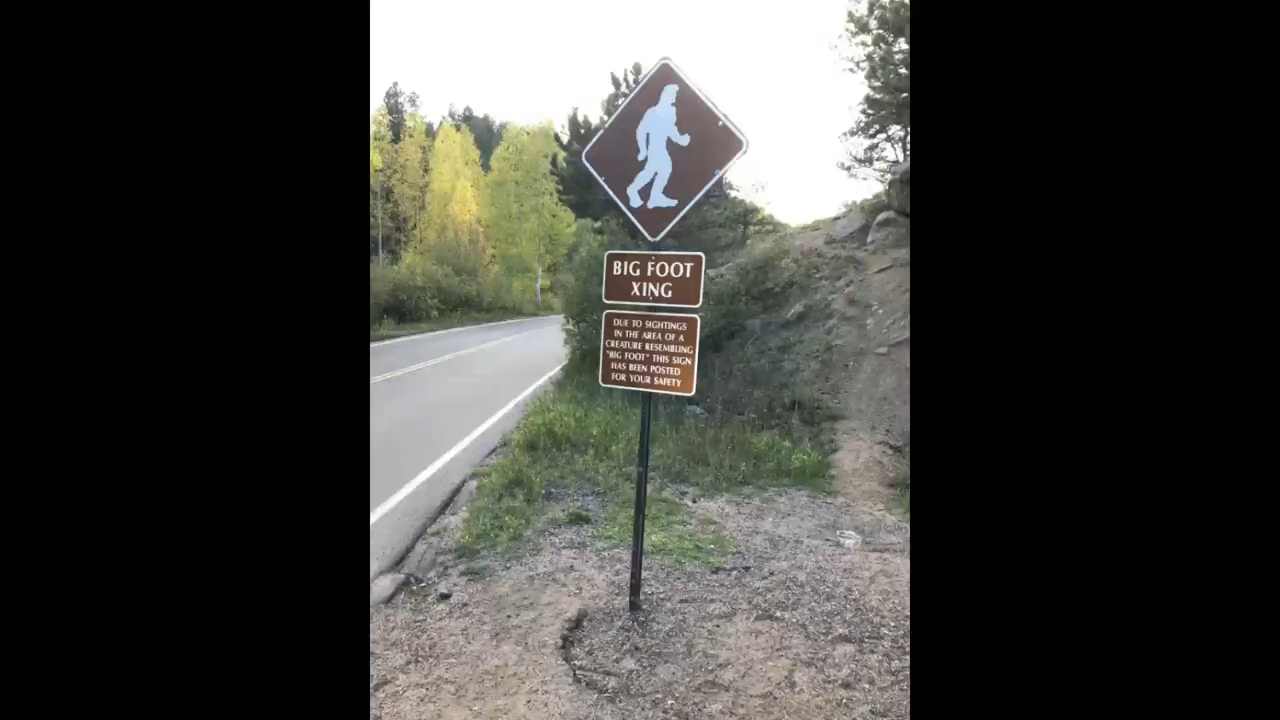 BIG FOOT
XING
DUE TO SIGHTINGS
IN THE AREA OF A
CREATURE RESEMBLING
"BIG FOOT" THIS SIGN
HAS BEEN POSTED
FOR YOUR SAFETY